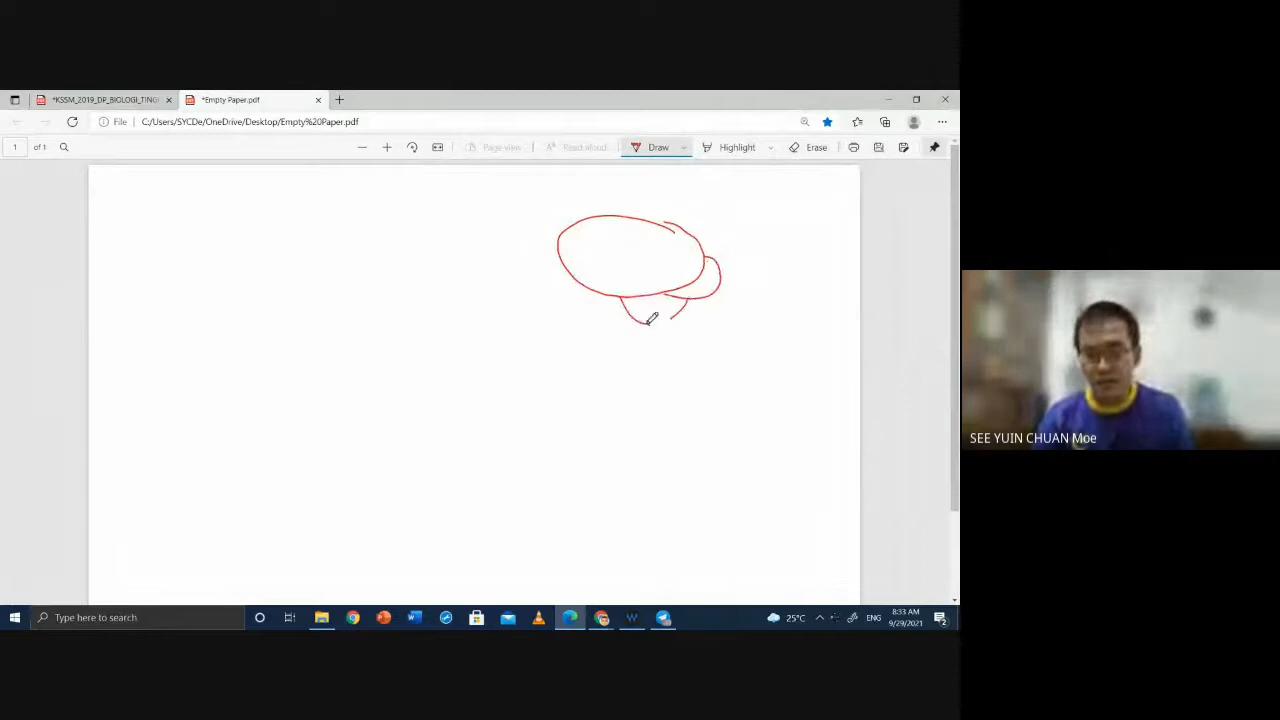 *KSSM_2019_DP_BIOLOGI_TING
*Empty Paper.pdf
File
C:/Users/SYCDe/OneDrive/Desktop/Empty%20Paper.pdf
1
of 1
Page view
Read aloud
Draw
Highlight
Erase
SEE YUIN CHUAN Moe
Type here to search
25°C
ENG
8:33 AM
9/29/2021
2